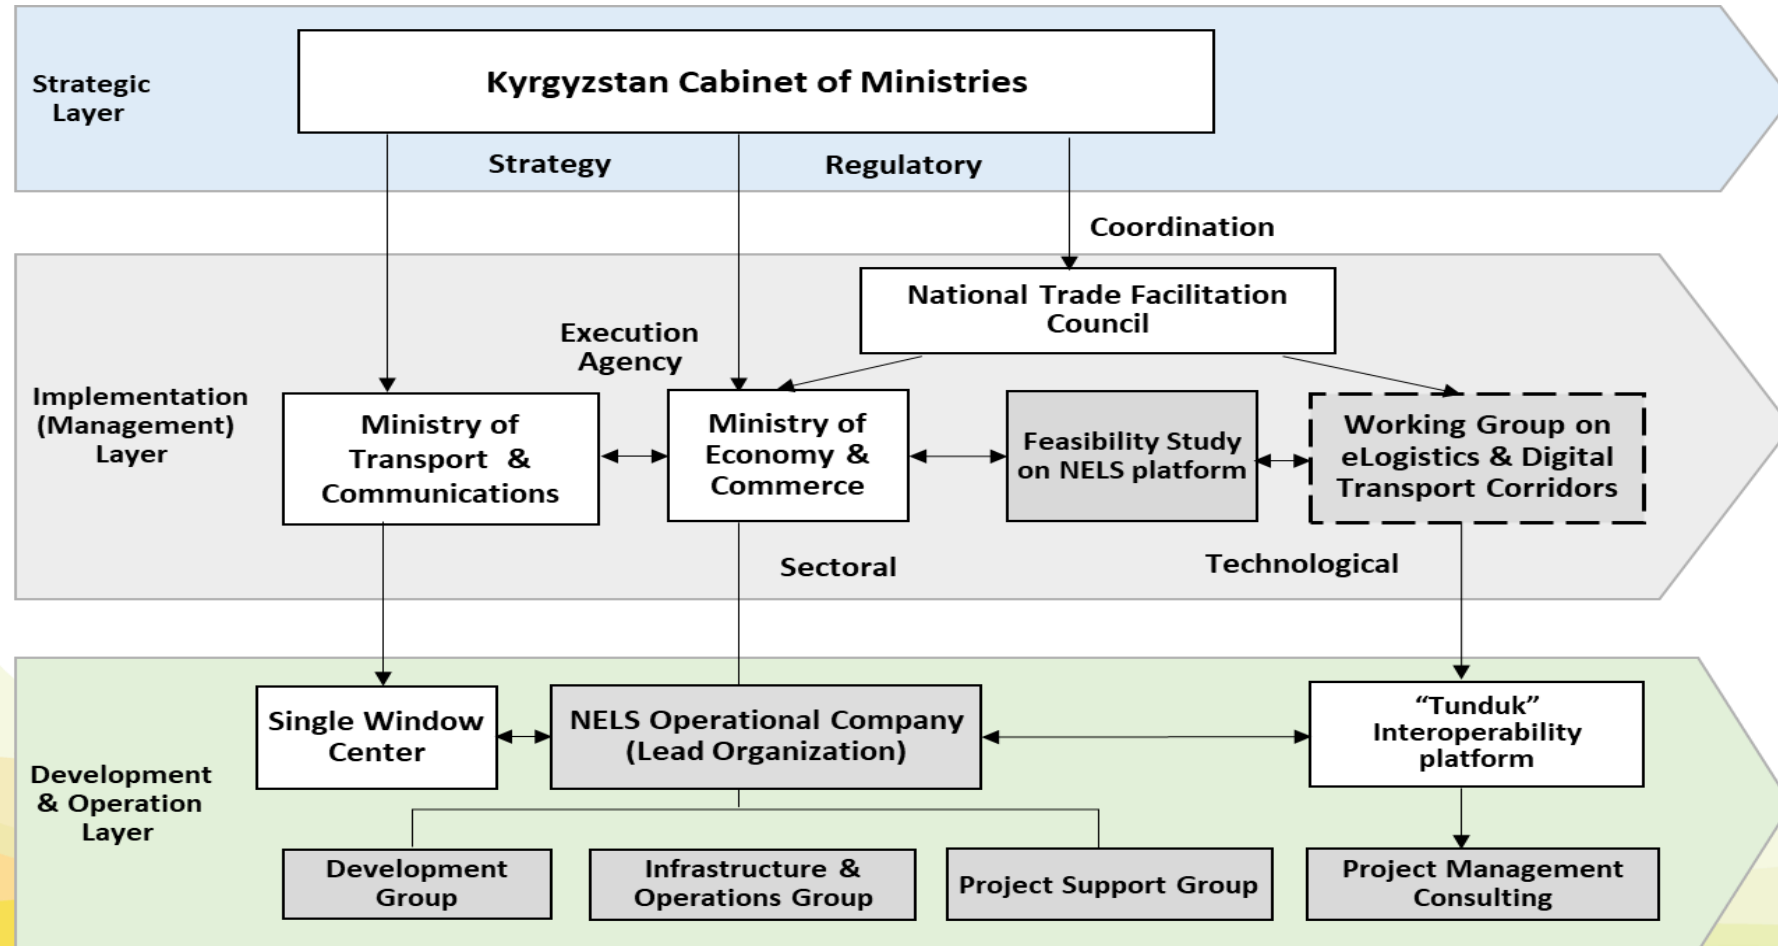 Strategic
Layer
Kyrgyzstan Cabinet of Ministries
Strategy
Regulatory
Coordination
Implementation
(Management)
Layer
National Trade Facilitation
Council
Execution
Agency
Ministry of
Transport &
Communications
Ministry of
Economy &
Commerce
Feasibility Study
on NELS platform
Working Group on
eLogistics & Digital
Transport Corridors
Sectoral
Technological
Development
& Operation
Layer
Single Window
Center
NELS Operational Company
(Lead Organization)
“Tunduk”
Interoperability
platform
Development
Group
Infrastructure &
Operations Group
Project Support Group
Project Management
Consulting